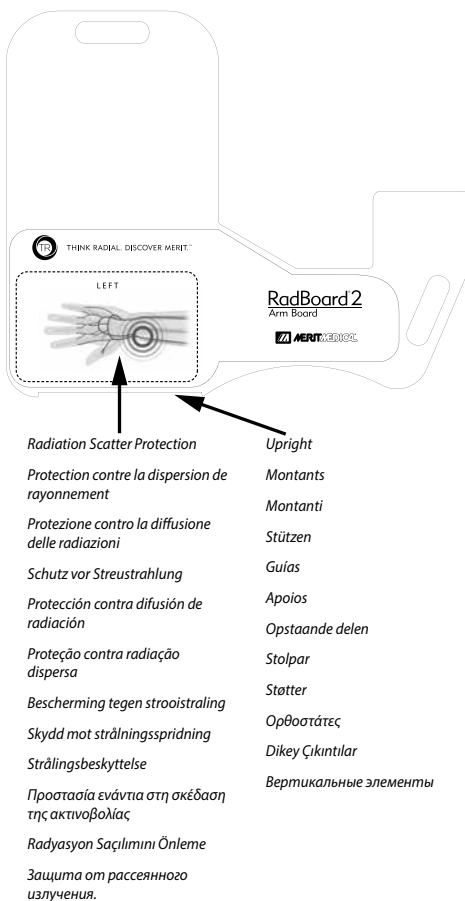 TR THINK RADIAL. DISCOVER MERIT.™
LEFT
RadBoard® 2
Arm Board
MERIT MEDICAL
Radiation Scatter Protection
Protection contre la dispersion de
rayonnement
Protezione contro la diffusione
delle radiazioni
Schutz vor Streustrahlung
Protección contra difusión de
radiación
Proteção contra radiação
dispersa
Bescherming tegen strooistraling
Skydd mot strålningsspridning
Strålingsbeskyttelse
Προστασία ενάντια στη σκέδαση
της ακτινοβολίας
Radyasyon Saçılımını Önleme
Защита от рассеянного
излучения.
Upright
Montants
Montanti
Stützen
Guías
Apoios
Opstaande delen
Stolpar
Støtter
Ορθοστάτες
Dikey Çıkıntılar
Вертикальные элементы